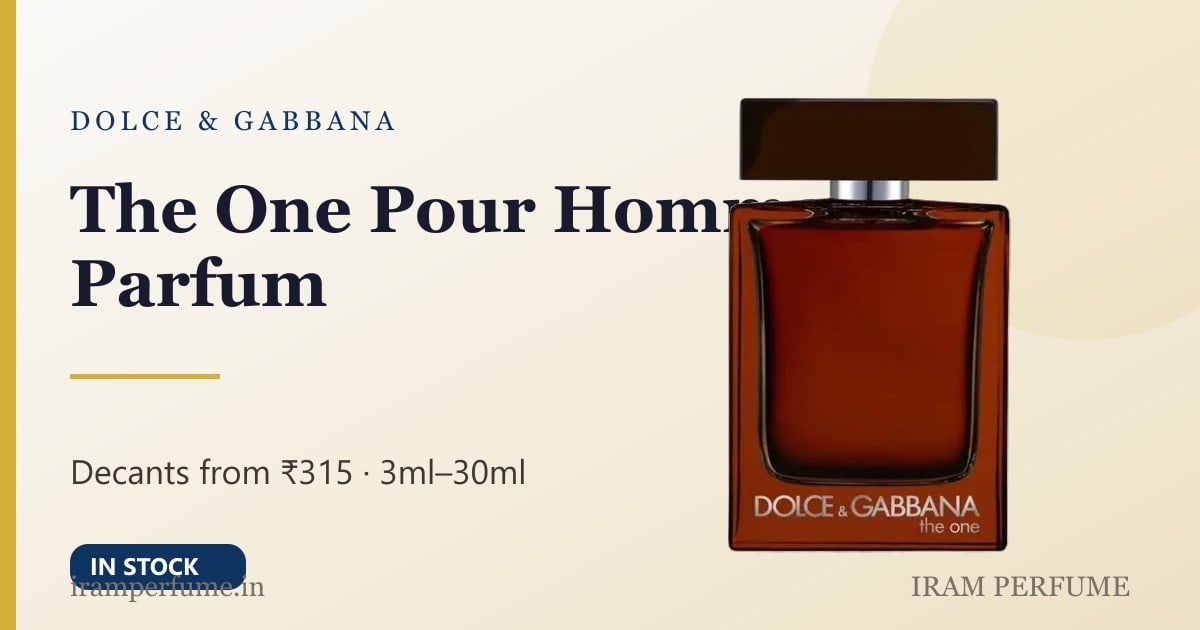 DOLCE & GABBANA
The One Pour Homme
Parfum
Decants from ₹315 · 3ml–30ml
IN STOCK
iramperfume.in
DOLCE & GABBANA
the one
IRAM PERFUME